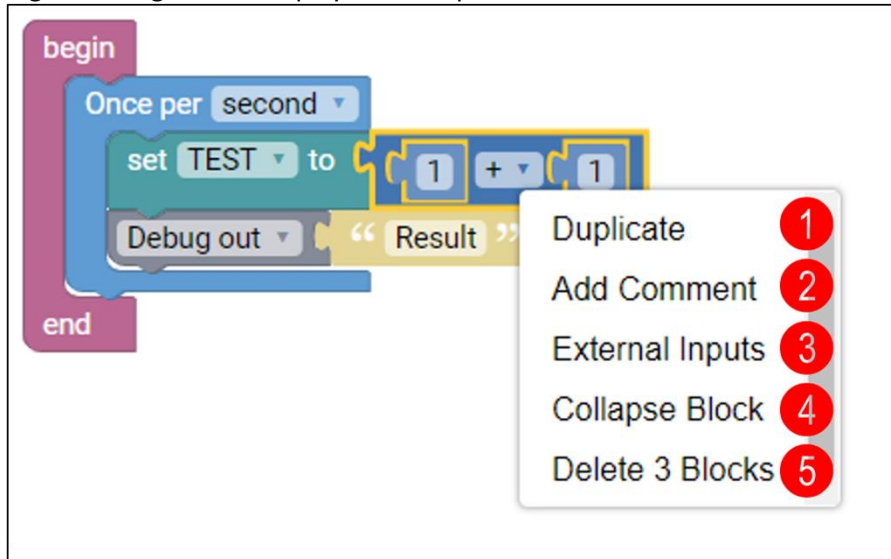 begin
Once per second
set TEST to 1 + 1
Debug out “ Result ”
end
Duplicate 1
Add Comment 2
External Inputs 3
Collapse Block 4
Delete 3 Blocks 5